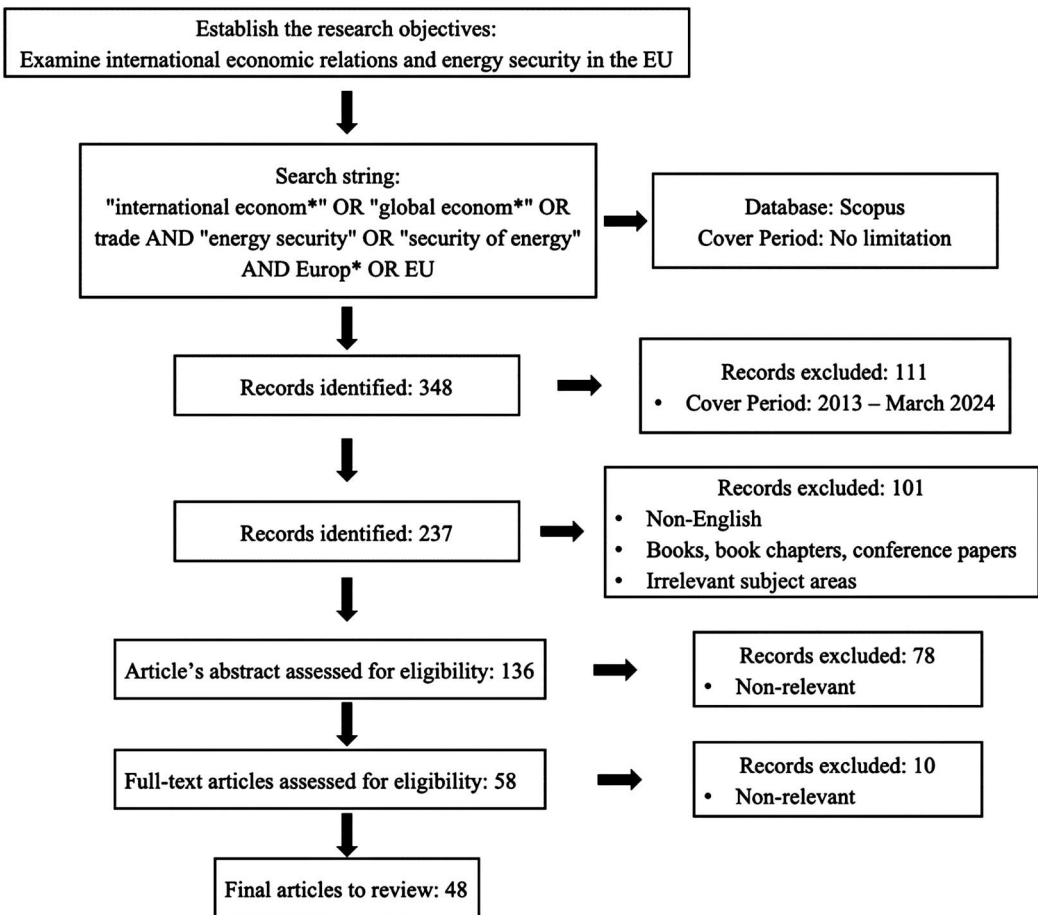 Establish the research objectives:
Examine international economic relations and energy security in the EU
Search string:
"international econom*" OR "global econom*" OR
trade AND "energy security" OR "security of energy"
AND Europ* OR EU
Database: Scopus
Cover Period: No limitation
Records identified: 348
Records excluded: 111
• Cover Period: 2013 – March 2024
Records identified: 237
Records excluded: 101
• Non-English
• Books, book chapters, conference papers
• Irrelevant subject areas
Article’s abstract assessed for eligibility: 136
Records excluded: 78
• Non-relevant
Full-text articles assessed for eligibility: 58
Records excluded: 10
• Non-relevant
Final articles to review: 48